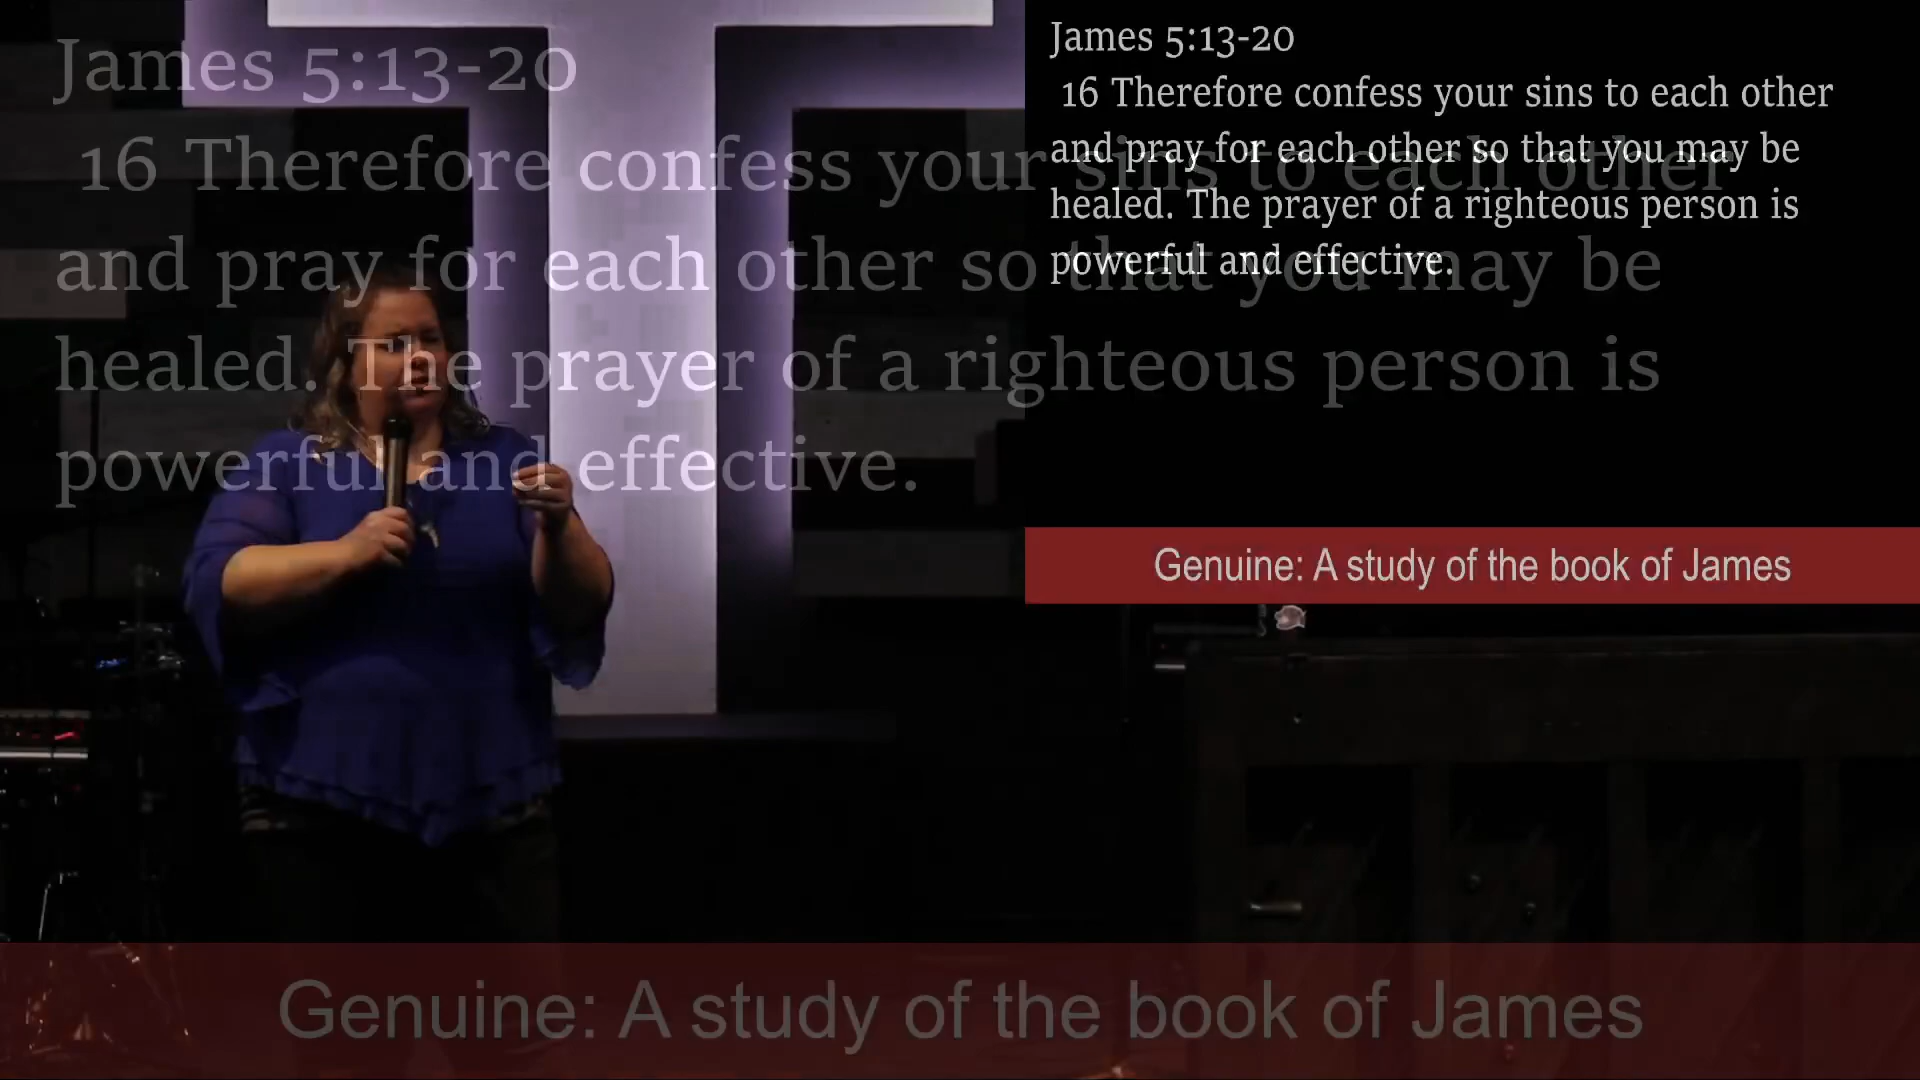 James 5:13-20
16 Therefore confess your sins to each other
and pray for each other so that you may be
healed. The prayer of a righteous person is
powerful and effective.
James 5:13-20
16 Therefore confess your sins to each other
and pray for each other so that you may be
healed. The prayer of a righteous person is
powerful and effective.
Genuine: A study of the book of James
Genuine: A study of the book of James